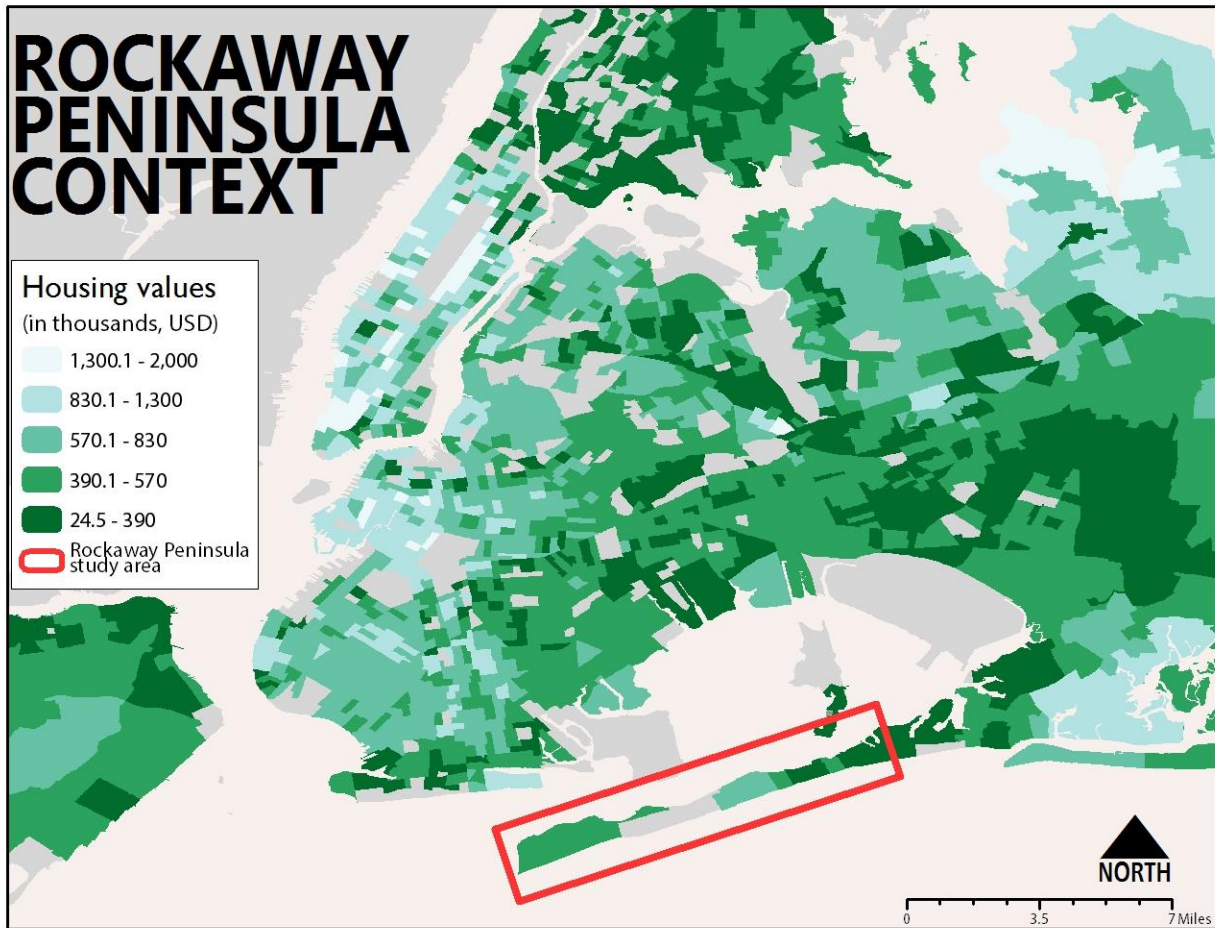 ROCKAWAY
PENINSULA
CONTEXT
Housing values
(in thousands, USD)
1,300.1 - 2,000
830.1 - 1,300
570.1 - 830
390.1 - 570
24.5 - 390
Rockaway Peninsula
study area
NORTH
0 3.5 7 Miles